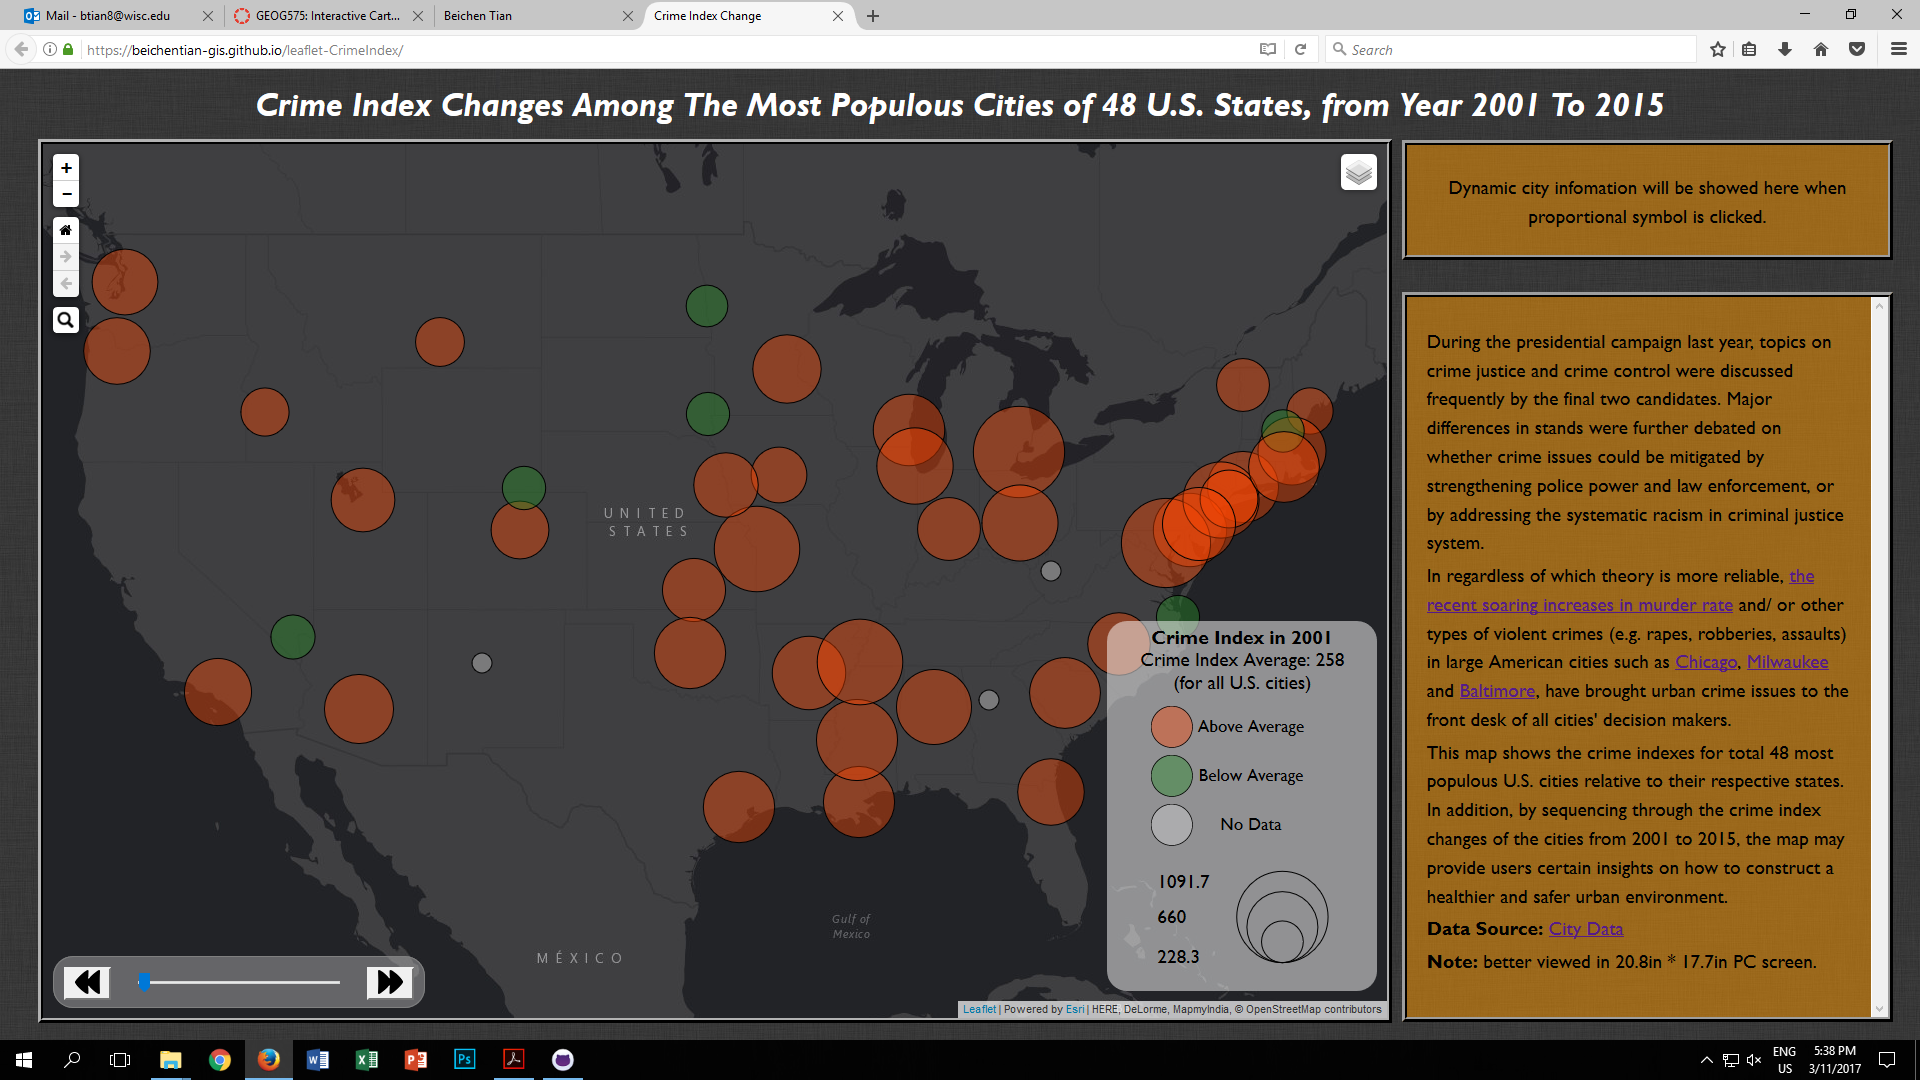 Mail - btian8@wisc.edu
GEOG575: Interactive Cart...
Beichen Tian
Crime Index Change
https://beichentian-gis.github.io/leaflet-CrimeIndex/
Search
Crime Index Changes Among The Most Populous Cities of 48 U.S. States, from Year 2001 To 2015
+
−
UNITED
STATES
MÉXICO
Gulf of
Mexico
Crime Index in 2001
Crime Index Average: 258
(for all U.S. cities)
Above Average
Below Average
No Data
1091.7
660
228.3
Leaflet | Powered by Esri | HERE, DeLorme, MapmyIndia, © OpenStreetMap contributors
Dynamic city infomation will be showed here when
proportional symbol is clicked.
During the presidential campaign last year, topics on
crime justice and crime control were discussed
frequently by the final two candidates. Major
differences in stands were further debated on
whether crime issues could be mitigated by
strengthening police power and law enforcement, or
by addressing the systematic racism in criminal justice
system.
In regardless of which theory is more reliable, the
recent soaring increases in murder rate and/ or other
types of violent crimes (e.g. rapes, robberies, assaults)
in large American cities such as Chicago, Milwaukee
and Baltimore, have brought urban crime issues to the
front desk of all cities' decision makers.
This map shows the crime indexes for total 48 most
populous U.S. cities relative to their respective states.
In addition, by sequencing through the crime index
changes of the cities from 2001 to 2015, the map may
provide users certain insights on how to construct a
healthier and safer urban environment.
Data Source: City Data
Note: better viewed in 20.8in * 17.7in PC screen.
ENG
US
5:38 PM
3/11/2017